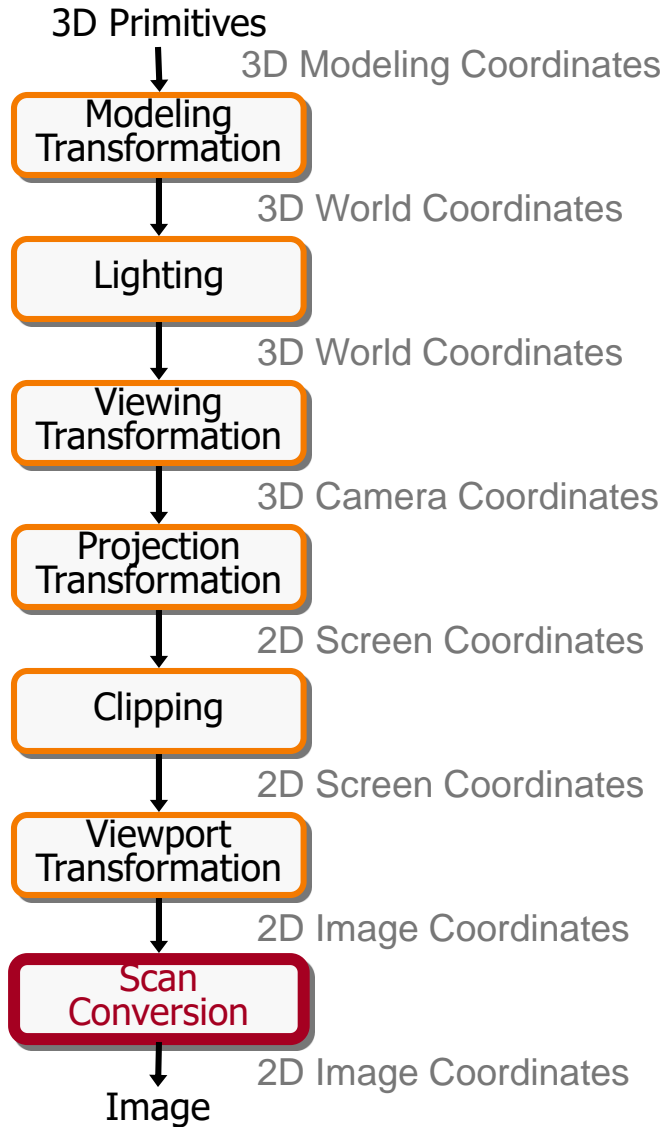 3D Primitives
3D Modeling Coordinates
Modeling
Transformation
3D World Coordinates
Lighting
3D World Coordinates
Viewing
Transformation
3D Camera Coordinates
Projection
Transformation
2D Screen Coordinates
Clipping
2D Screen Coordinates
Viewport
Transformation
2D Image Coordinates
Scan
Conversion
2D Image Coordinates
Image